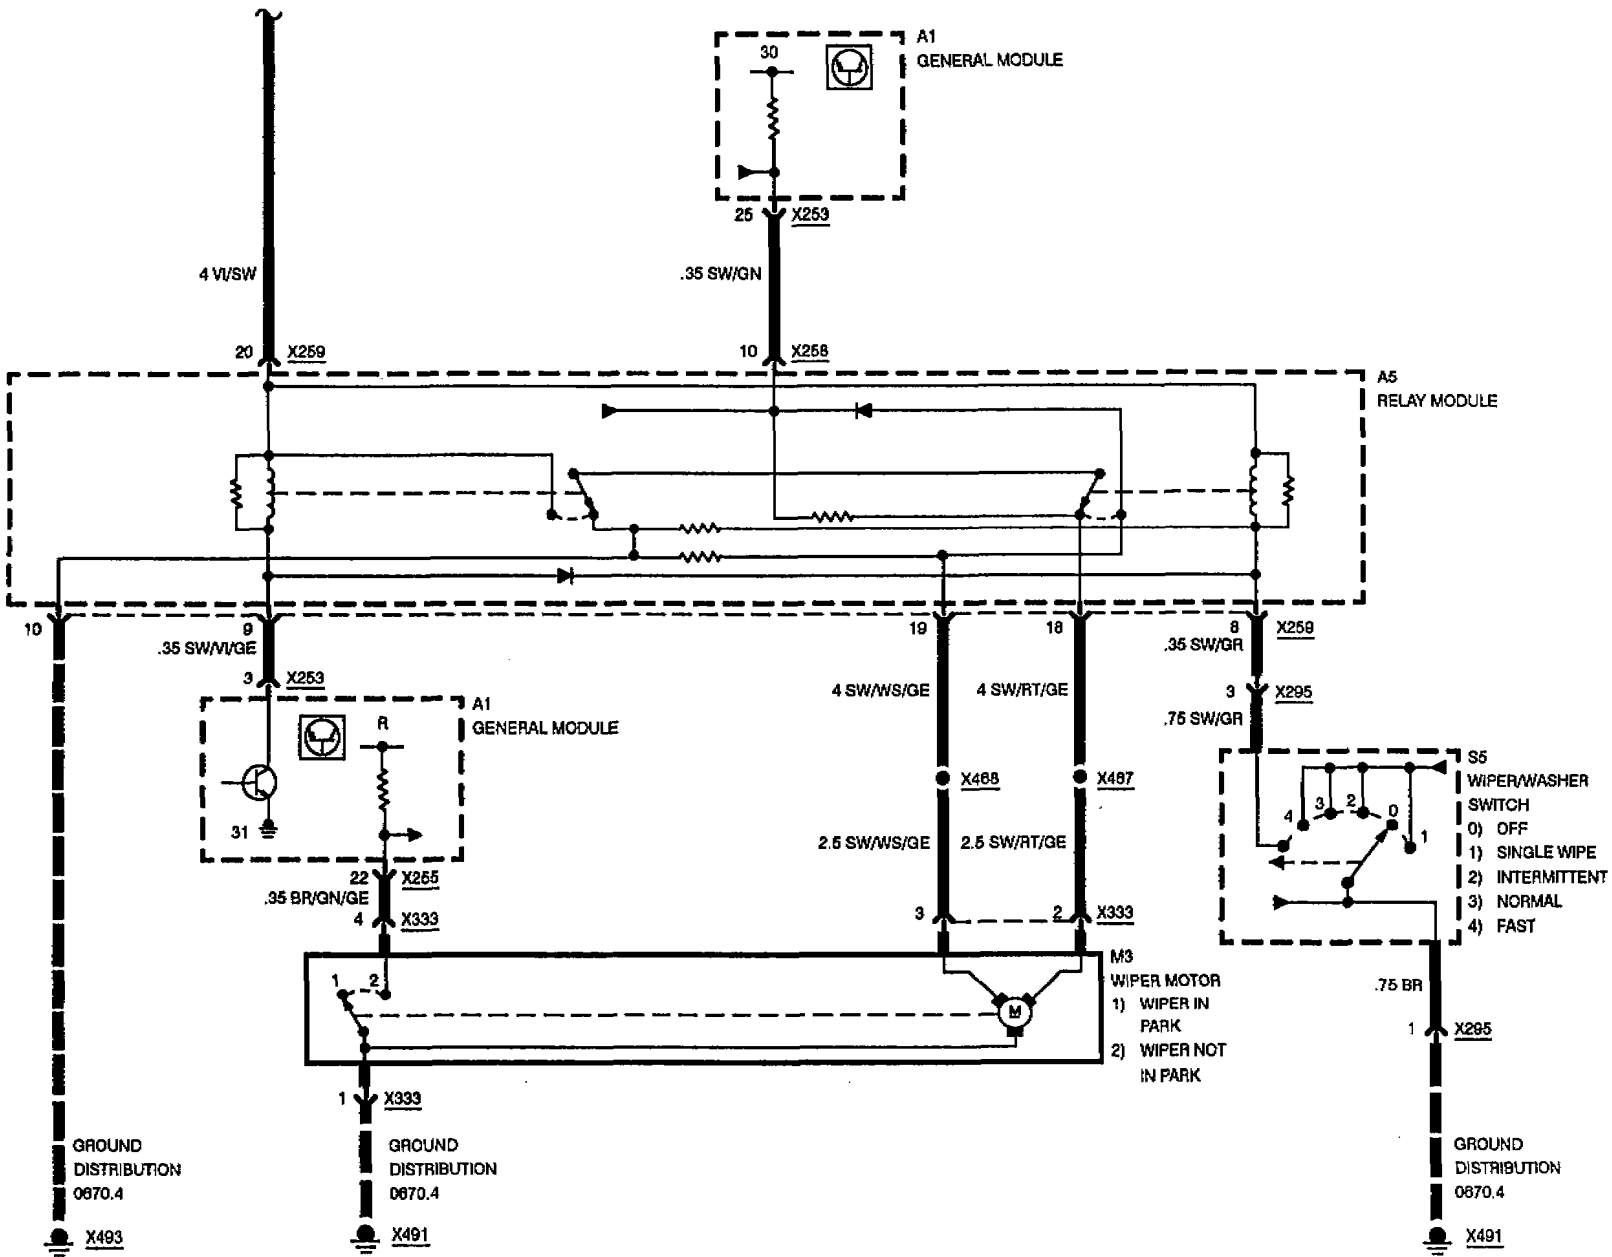 A1
GENERAL MODULE
30
25 X253
4 VI/SW
.35 SW/GN
20 X259
10 X256
A5
RELAY MODULE
10
9
19
18
8 X259
.35 SW/VI/GE
.35 SW/GR
3 X253
4 SW/WS/GE
4 SW/RT/GE
3 X295
.75 SW/GR
A1
GENERAL MODULE
R
31
X468
X467
S5
WIPER/WASHER
SWITCH
0) OFF
1) SINGLE WIPE
2) INTERMITTENT
3) NORMAL
4) FAST
4
3
2
0
1
2.5 SW/WS/GE
2.5 SW/RT/GE
22 X255
.35 BR/GN/GE
4 X333
3
2 X333
M3
WIPER MOTOR
1) WIPER IN
PARK
2) WIPER NOT
IN PARK
1
2
M
.75 BR
1 X295
1 X333
GROUND
DISTRIBUTION
0670.4
X493
GROUND
DISTRIBUTION
0670.4
X491
GROUND
DISTRIBUTION
0670.4
X491